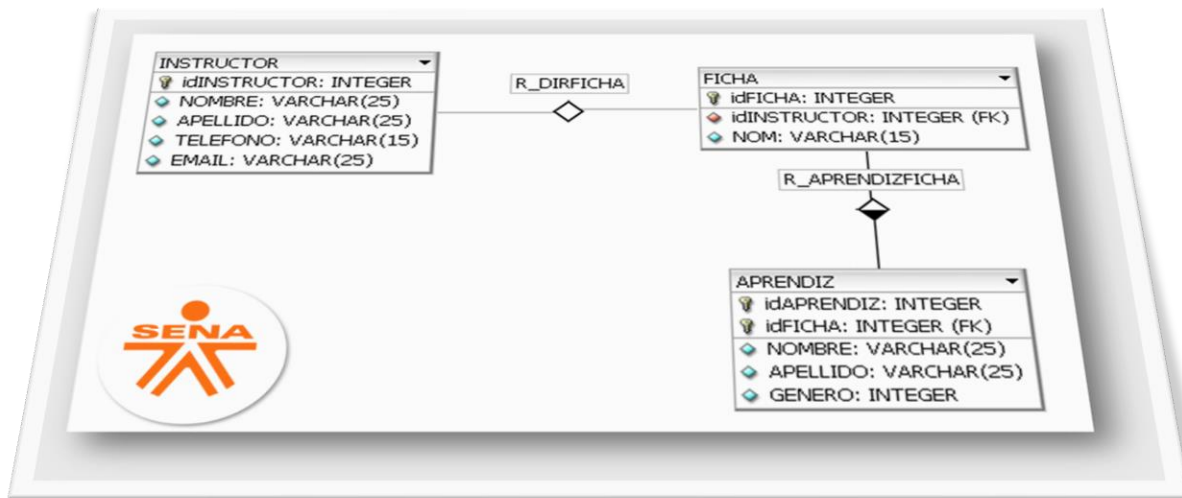 INSTRUCTOR
idINSTRUCTOR: INTEGER
NOMBRE: VARCHAR(25)
APELLIDO: VARCHAR(25)
TELEFONO: VARCHAR(15)
EMAIL: VARCHAR(25)
R_DIRFICHA
FICHA
idFICHA: INTEGER
idINSTRUCTOR: INTEGER (FK)
NOM: VARCHAR(15)
R_APRENDIZFICHA
APRENDIZ
idAPRENDIZ: INTEGER
idFICHA: INTEGER (FK)
NOMBRE: VARCHAR(25)
APELLIDO: VARCHAR(25)
GENERO: INTEGER
SENA